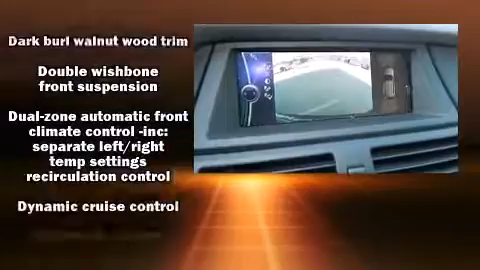 Dark burl walnut wood trim
Double wishbone
front suspension
Dual-zone automatic front
climate control -inc:
separate left/right
temp settings
recirculation control
Dynamic cruise control